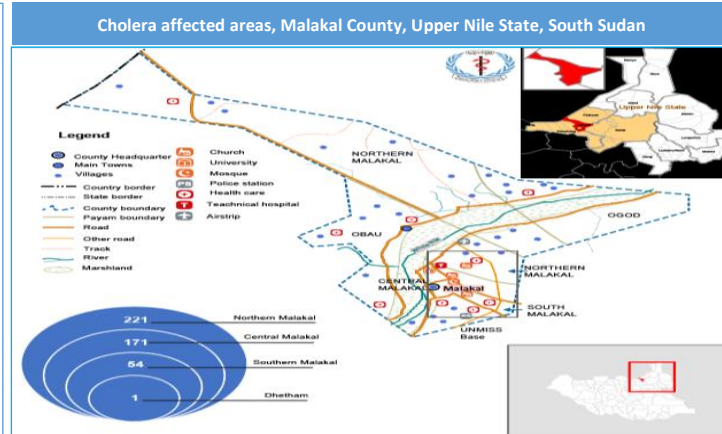 Cholera affected areas, Malakal County, Upper Nile State, South Sudan
Upper Nile State
Legend
County Headquarter
Main Towns
Villages
Country border
State border
County boundary
Payam boundary
Road
Other road
Track
River
Marshland
Church
University
Mosque
PS Police station
Health care
T Teachnical hospital
Airstrip
NORTHERN
MALAKAL
OGOD
OBAU
CENTRAL
MALAKAL
Malakal
NORTHERN
MALAKAL
SOUTH
MALAKAL
UNMISS
Base
221 Northern Malakal
171 Central Malakal
54 Southern Malakal
1 Dhetham